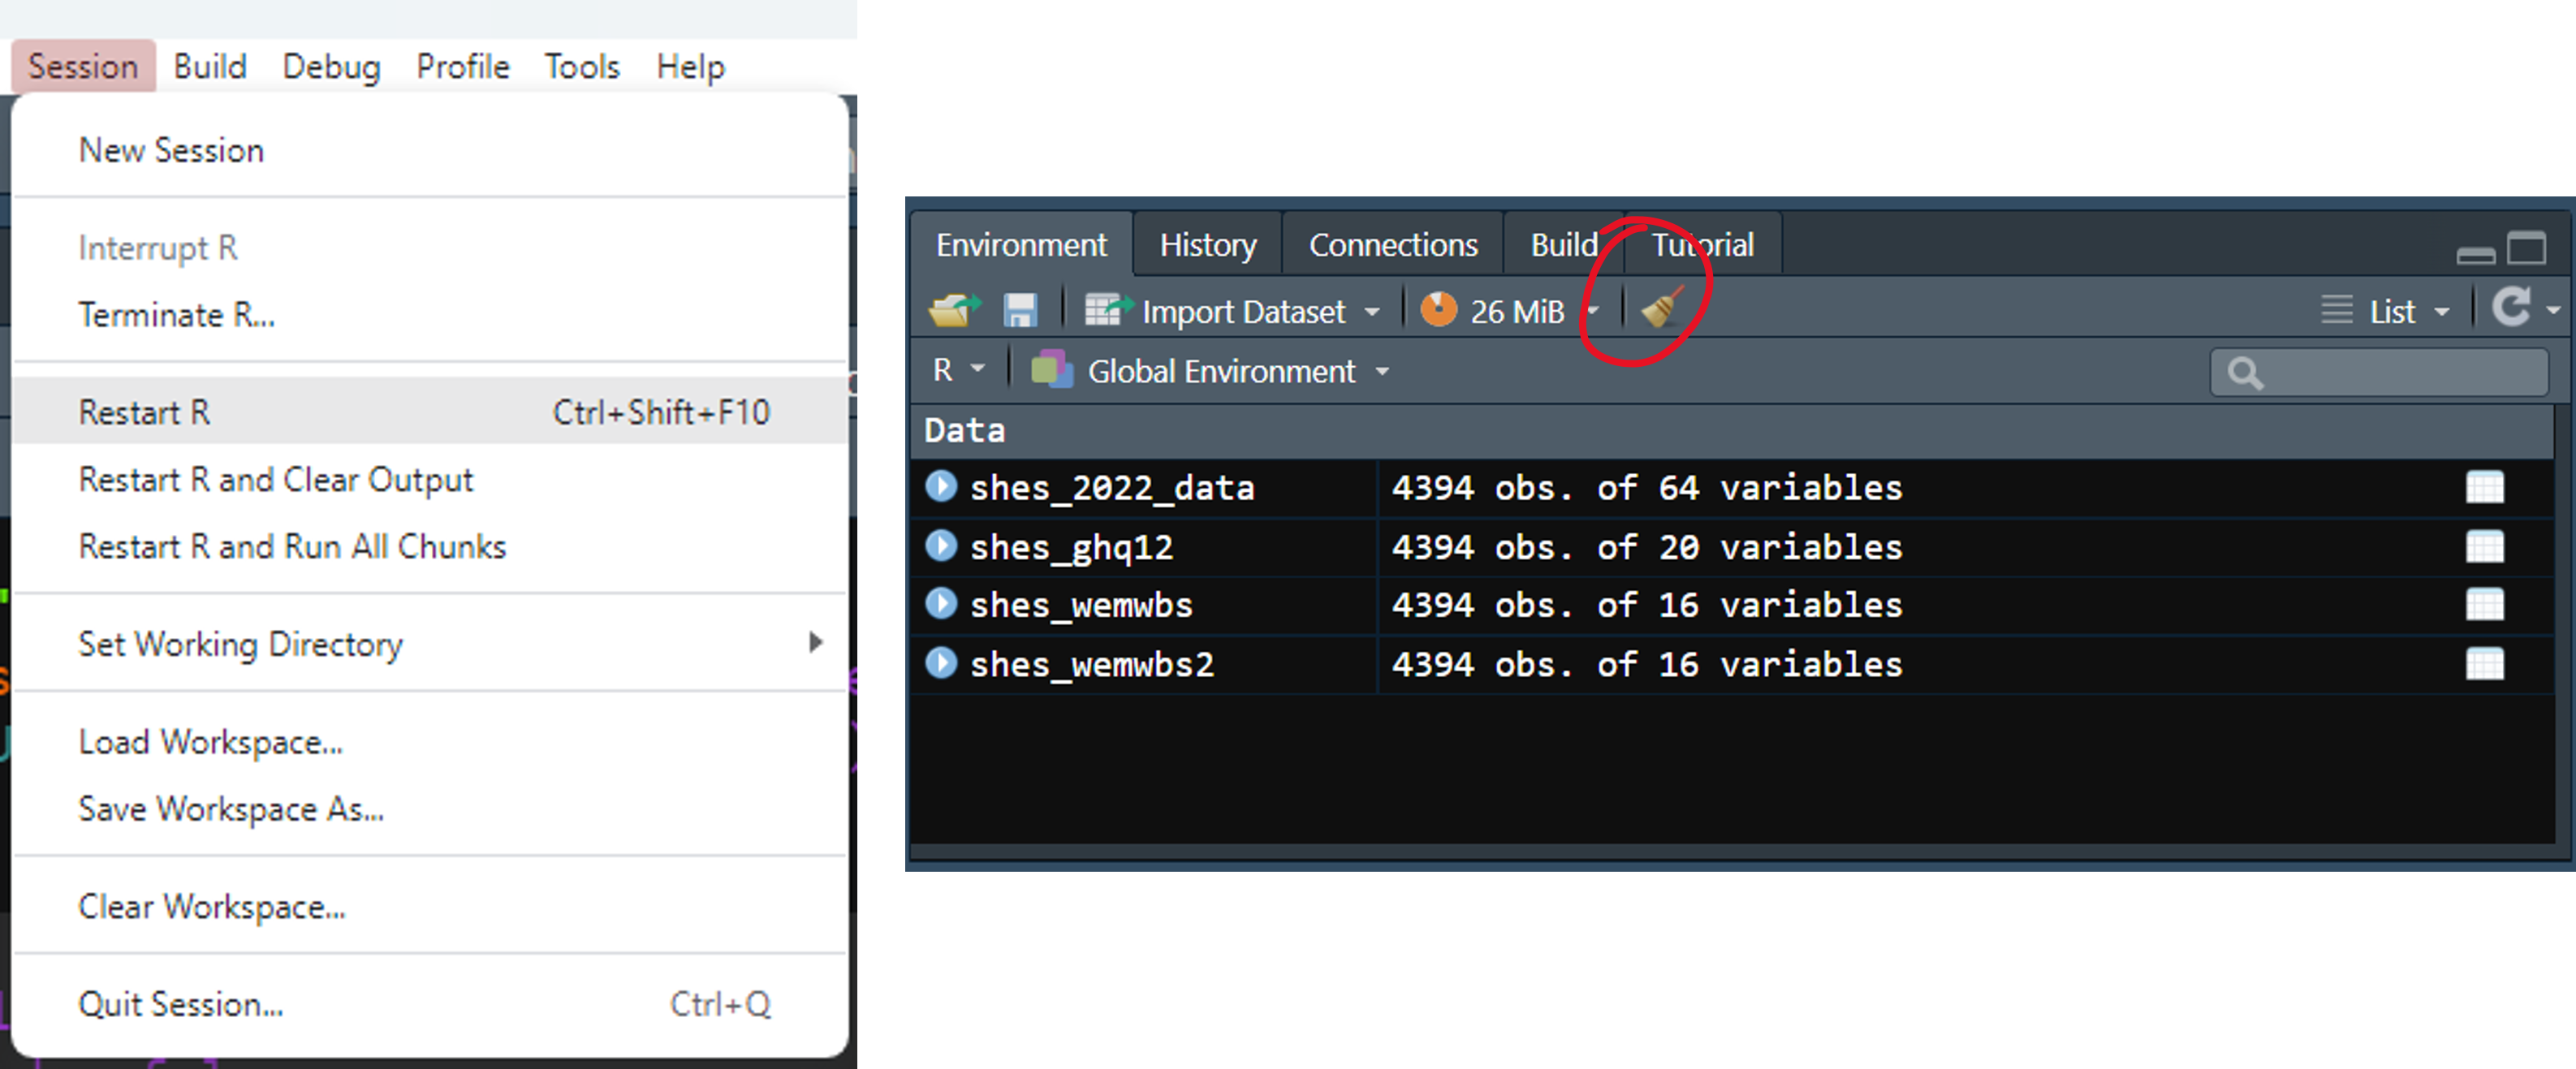 Session Build Debug Profile Tools Help
New Session
Interrupt R
Terminate R...
Restart R Ctrl+Shift+F10
Restart R and Clear Output
Restart R and Run All Chunks
Set Working Directory
Load Workspace...
Save Workspace As...
Clear Workspace...
Quit Session... Ctrl+Q
Environment History Connections Build Tutorial
Import Dataset 26 MiB List
R Global Environment
Data
shes_2022_data 4394 obs. of 64 variables
shes_ghq12 4394 obs. of 20 variables
shes_wemwbs 4394 obs. of 16 variables
shes_wemwbs2 4394 obs. of 16 variables